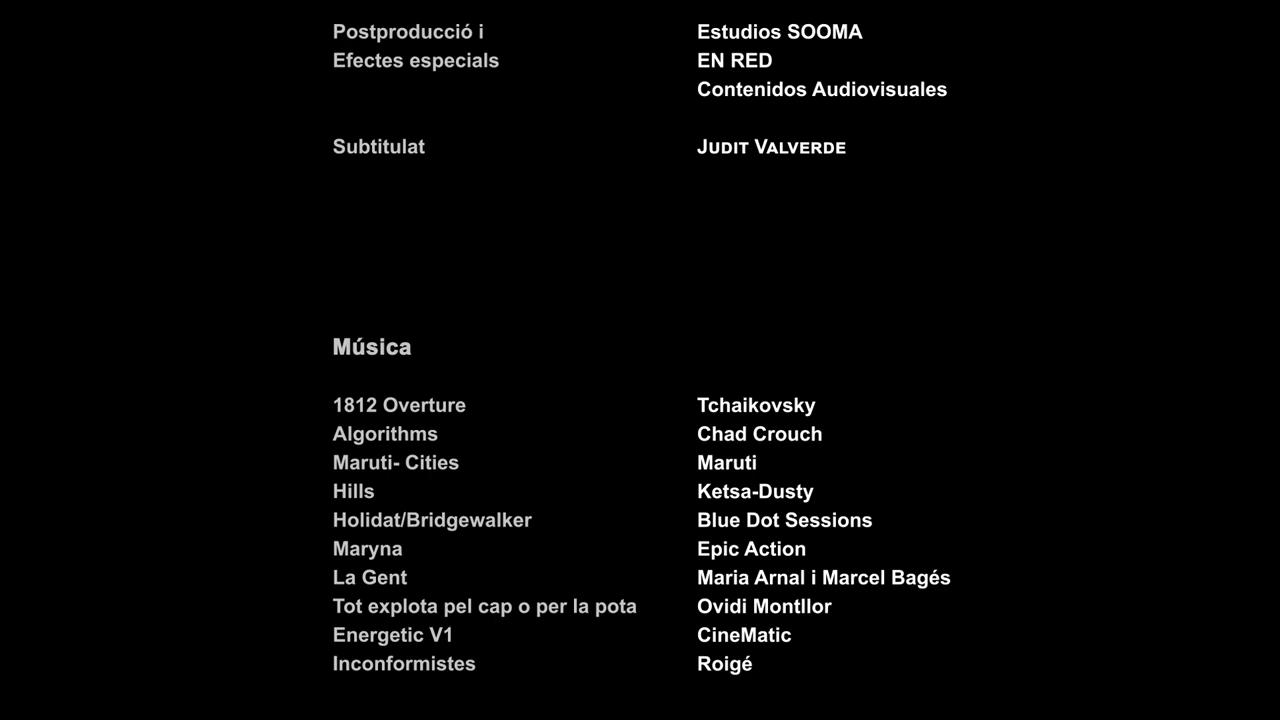 Postproducció i Estudios SOOMA
Efectes especials EN RED
Contenidos Audiovisuales
Subtitulat Judit Valverde
Música
1812 Overture Tchaikovsky
Algorithms Chad Crouch
Maruti- Cities Maruti
Hills Ketsa-Dusty
Holidat/Bridgewalker Blue Dot Sessions
Maryna Epic Action
La Gent Maria Arnal i Marcel Bagés
Tot explota pel cap o per la pota Ovidi Montllor
Energetic V1 CineMatic
Inconformistes Roigé